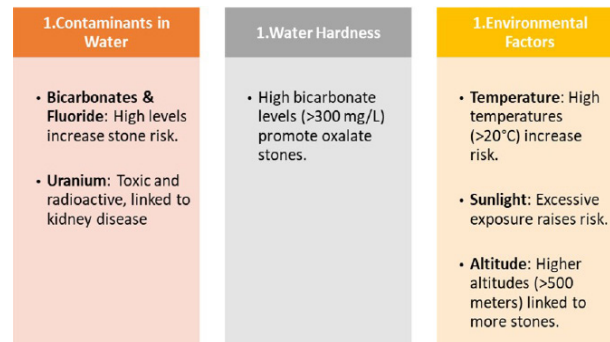 1.Contaminants in
Water
• Bicarbonates &
Fluoride: High levels
increase stone risk.
• Uranium: Toxic and
radioactive, linked to
kidney disease
1.Water Hardness
• High bicarbonate
levels (>300 mg/L)
promote oxalate
stones.
1.Environmental
Factors
• Temperature: High
temperatures
(>20°C) increase
risk.
• Sunlight: Excessive
exposure raises risk.
• Altitude: Higher
altitudes (>500
meters) linked to
more stones.